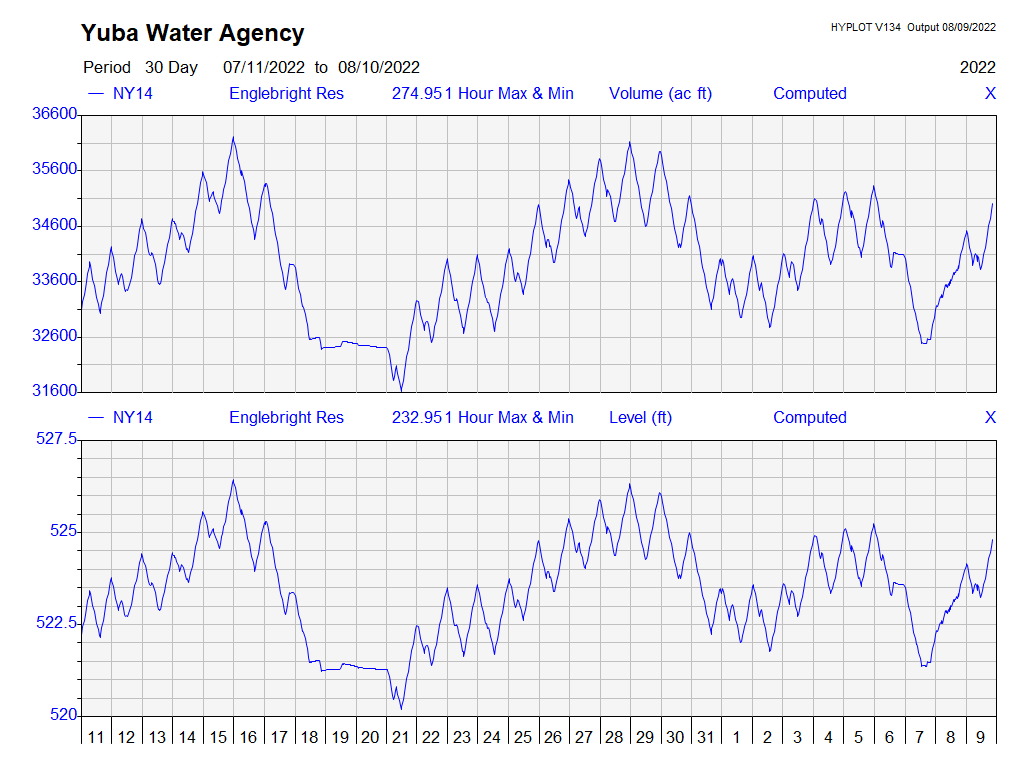 Yuba Water Agency
HYPLOT V134 Output 08/09/2022
Period 30 Day 07/11/2022 to 08/10/2022
2022
NY14 Englebright Res 274.951 Hour Max & Min Volume (ac ft) Computed X
36600
35600
34600
33600
32600
31600
NY14 Englebright Res 232.951 Hour Max & Min Level (ft) Computed X
527.5
525
522.5
520
11 12 13 14 15 16 17 18 19 20 21 22 23 24 25 26 27 28 29 30 31 1 2 3 4 5 6 7 8 9